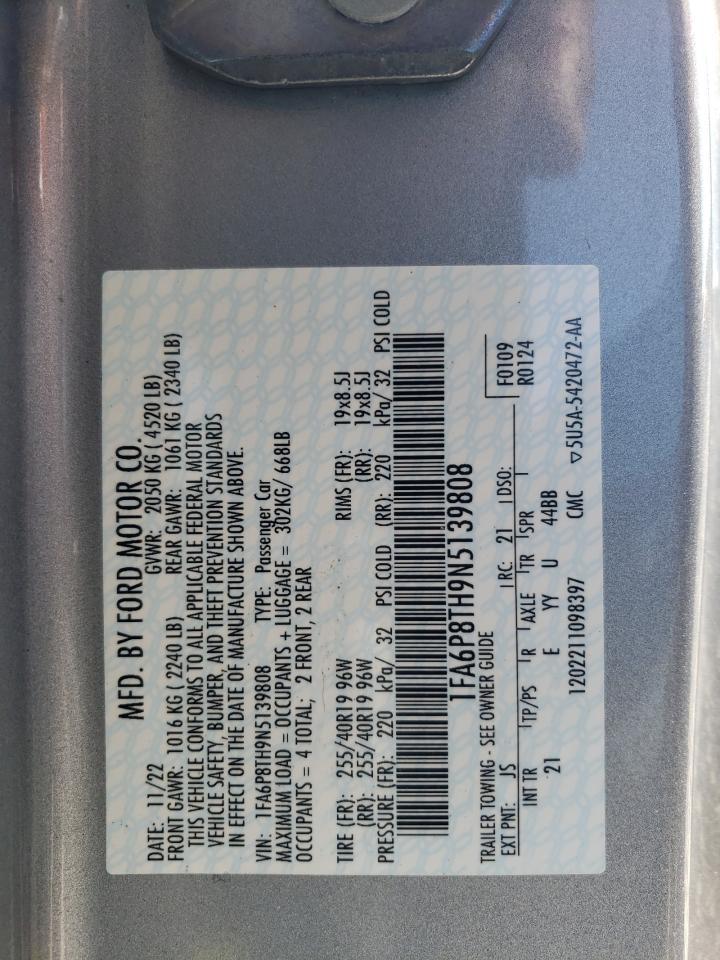 MFD. BY FORD MOTOR CO.
DATE: 11/22 GVWR: 2050 KG ( 4520 LB)
FRONT GAWR: 1016 KG ( 2240 LB) REAR GAWR: 1061 KG ( 2340 LB)
THIS VEHICLE CONFORMS TO ALL APPLICABLE FEDERAL MOTOR
VEHICLE SAFETY, BUMPER, AND THEFT PREVENTION STANDARDS
IN EFFECT ON THE DATE OF MANUFACTURE SHOWN ABOVE.
VIN: 1FA6P8TH9N5139808 TYPE: Passenger Car
MAXIMUM LOAD = OCCUPANTS + LUGGAGE = 302KG/ 668LB
OCCUPANTS = 4 TOTAL; 2 FRONT, 2 REAR
TIRE (FR): 255/40R19 96W RIMS (FR): 19x8.5J
(RR): 255/40R19 96W (RR): 19x8.5J
PRESSURE (FR): 220 kPa/ 32 PSI COLD (RR): 220 kPa/ 32 PSI COLD
1FA6P8TH9N5139808
TRAILER TOWING - SEE OWNER GUIDE F0109
EXT PNT: JS RC: 21 DSO: R0124
INT TR TP/PS R AXLE TR SPR
21 E YY U 44BB
1202211098397 CMC ▽5U5A-5420472-AA